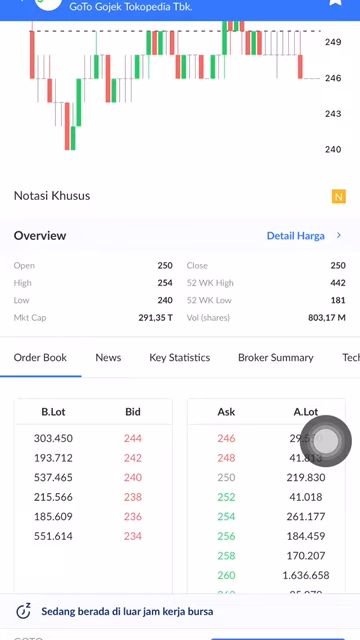 GoTo Gojek Tokopedia Tbk.
249
246
243
240
Notasi Khusus
N
Overview
Detail Harga
Open 250 Close 250
High 254 52 WK High 442
Low 240 52 WK Low 181
Mkt Cap 291,35 T Vol (shares) 803,17 M
Order Book News Key Statistics Broker Summary Tech
B.Lot Bid Ask A.Lot
303.450 244 246
193.712 242 248
537.465 240 250 219.830
215.566 238 252 41.018
185.609 236 254 261.177
551.614 234 256 184.459
258 170.207
260 1.636.658
Sedang berada di luar jam kerja bursa